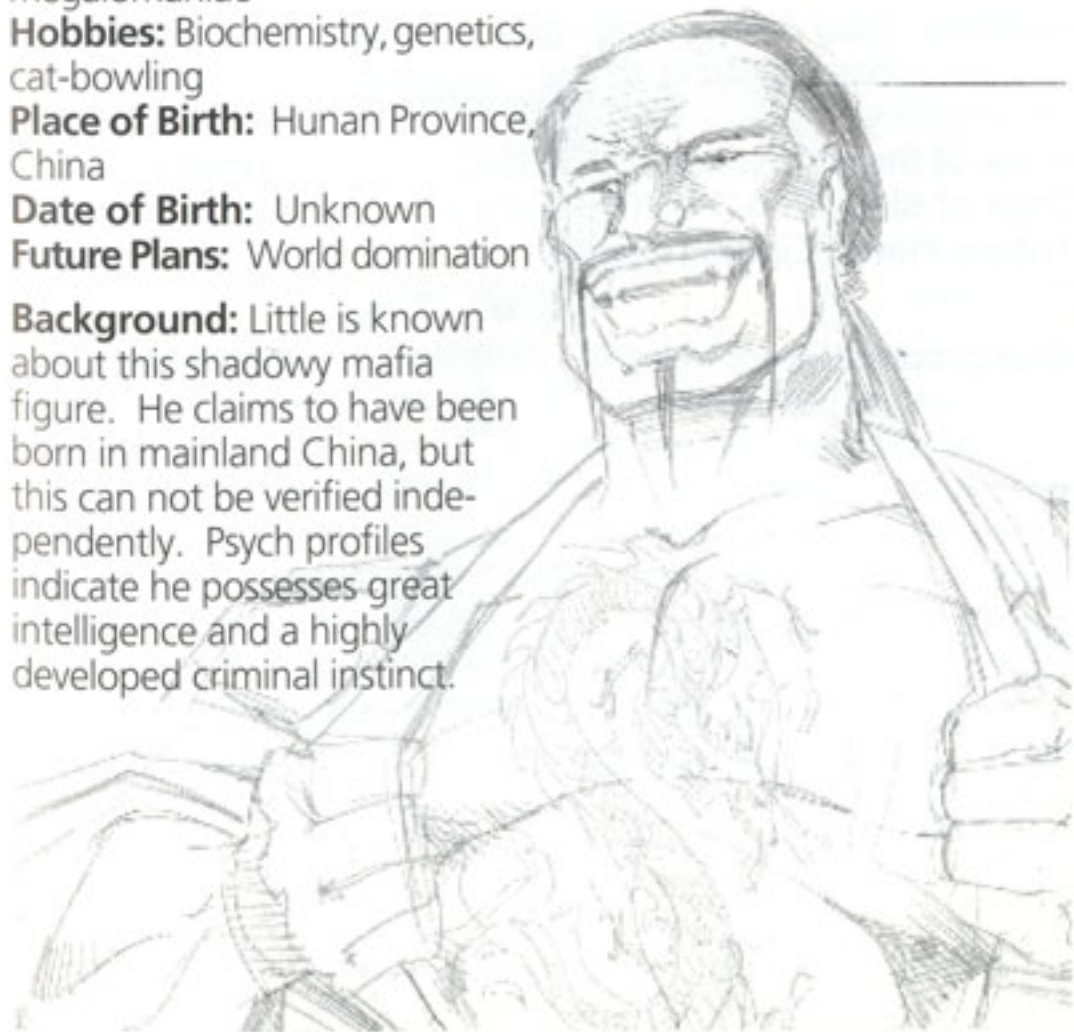 Hobbies: Biochemistry, genetics,
cat-bowling
Place of Birth: Hunan Province,
China
Date of Birth: Unknown
Future Plans: World domination
Background: Little is known
about this shadowy mafia
figure. He claims to have been
born in mainland China, but
this can not be verified inde-
pendently. Psych profiles
indicate he possesses great
intelligence and a highly
developed criminal instinct.